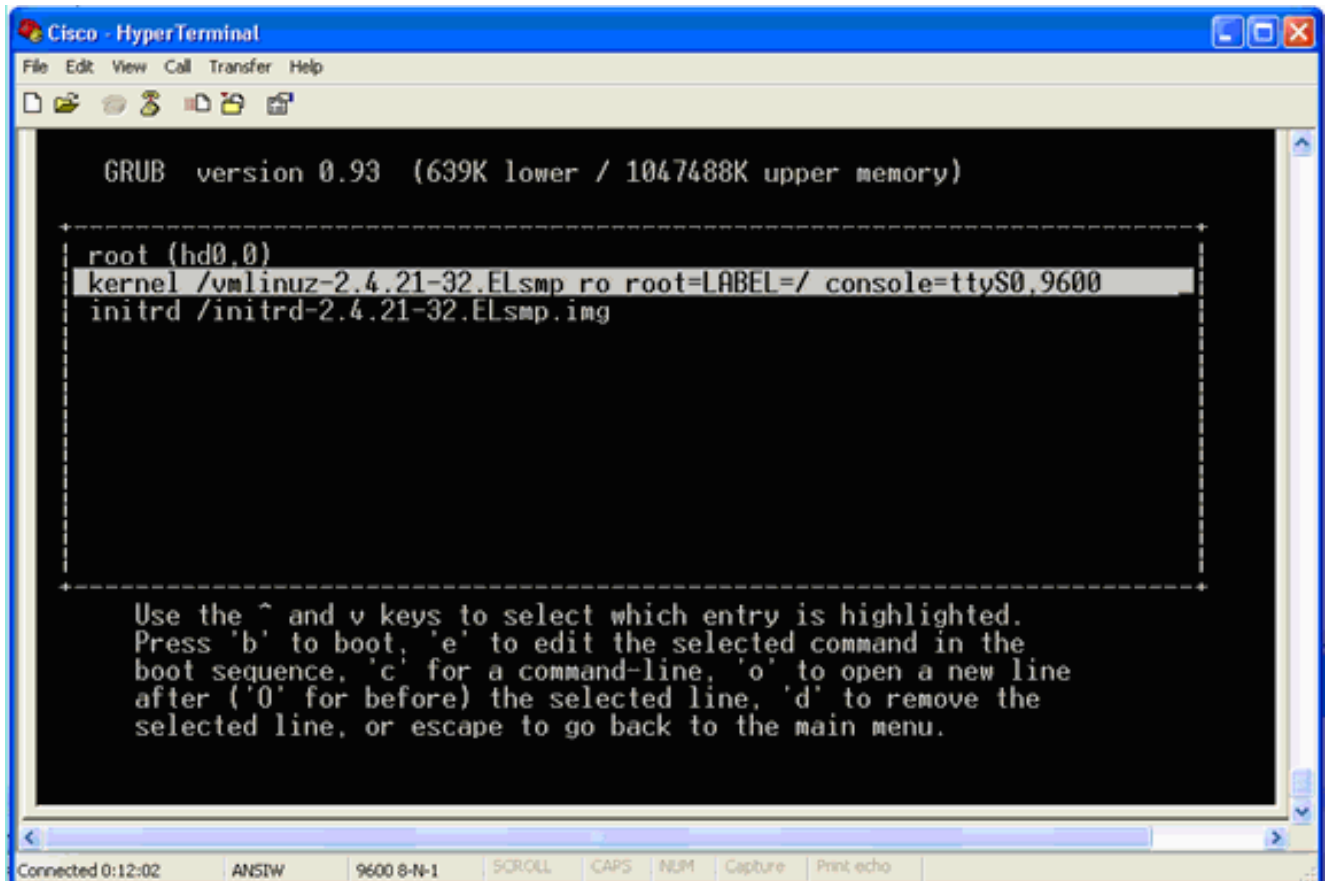 Cisco - HyperTerminal
File Edit View Call Transfer Help
GRUB version 0.93 (639K lower / 1047488K upper memory)
root (hd0,0)
kernel /vmlinuz-2.4.21-32.ELsmp ro root=LABEL=/ console=ttyS0,9600
initrd /initrd-2.4.21-32.ELsmp.img
Use the ^ and v keys to select which entry is highlighted.
Press 'b' to boot, 'e' to edit the selected command in the
boot sequence, 'c' for a command-line, 'o' to open a new line
after ('O' for before) the selected line, 'd' to remove the
selected line, or escape to go back to the main menu.
Connected 0:12:02 ANSIW 9600 8-N-1 SCROLL CAPS NUM Capture Print echo